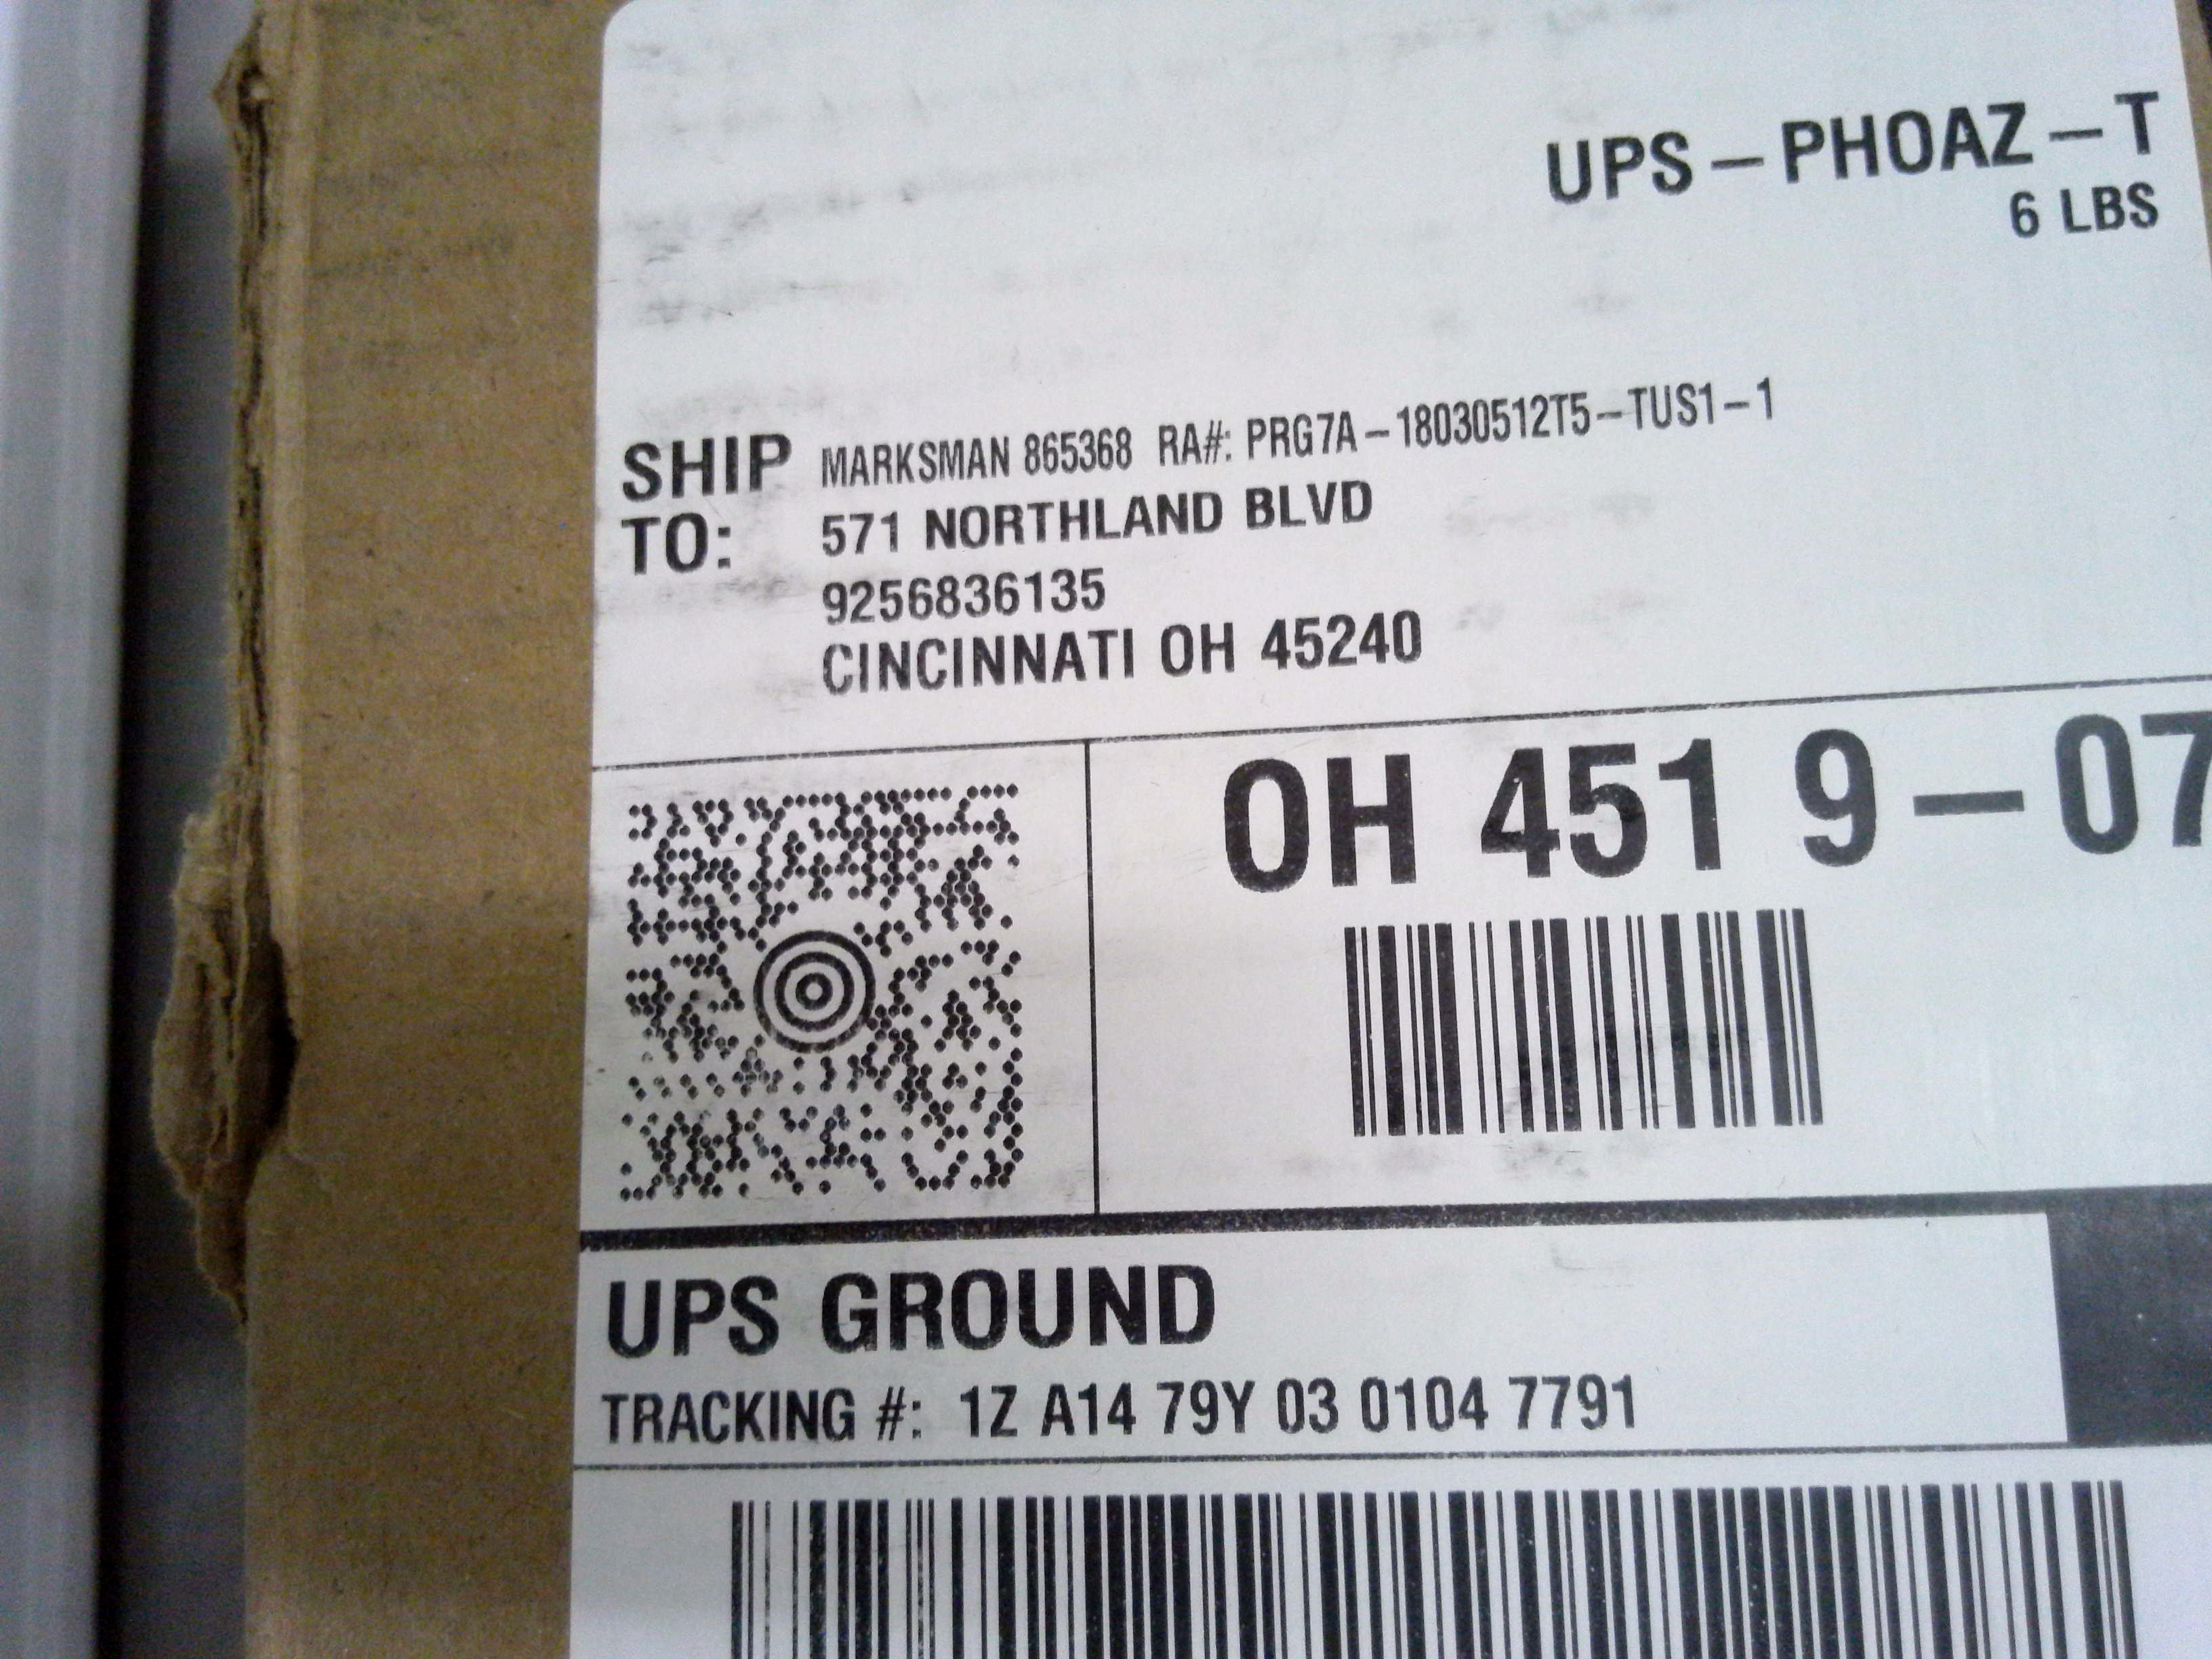 UPS - PHOAZ - T
6 LBS
SHIP TO: MARKSMAN 865368 RA#: PRG7A-18030512T5-TUS1-1
571 NORTHLAND BLVD
9256836135
CINCINNATI OH 45240
OH 451 9-07
UPS GROUND
TRACKING #: 1Z A14 79Y 03 0104 7791